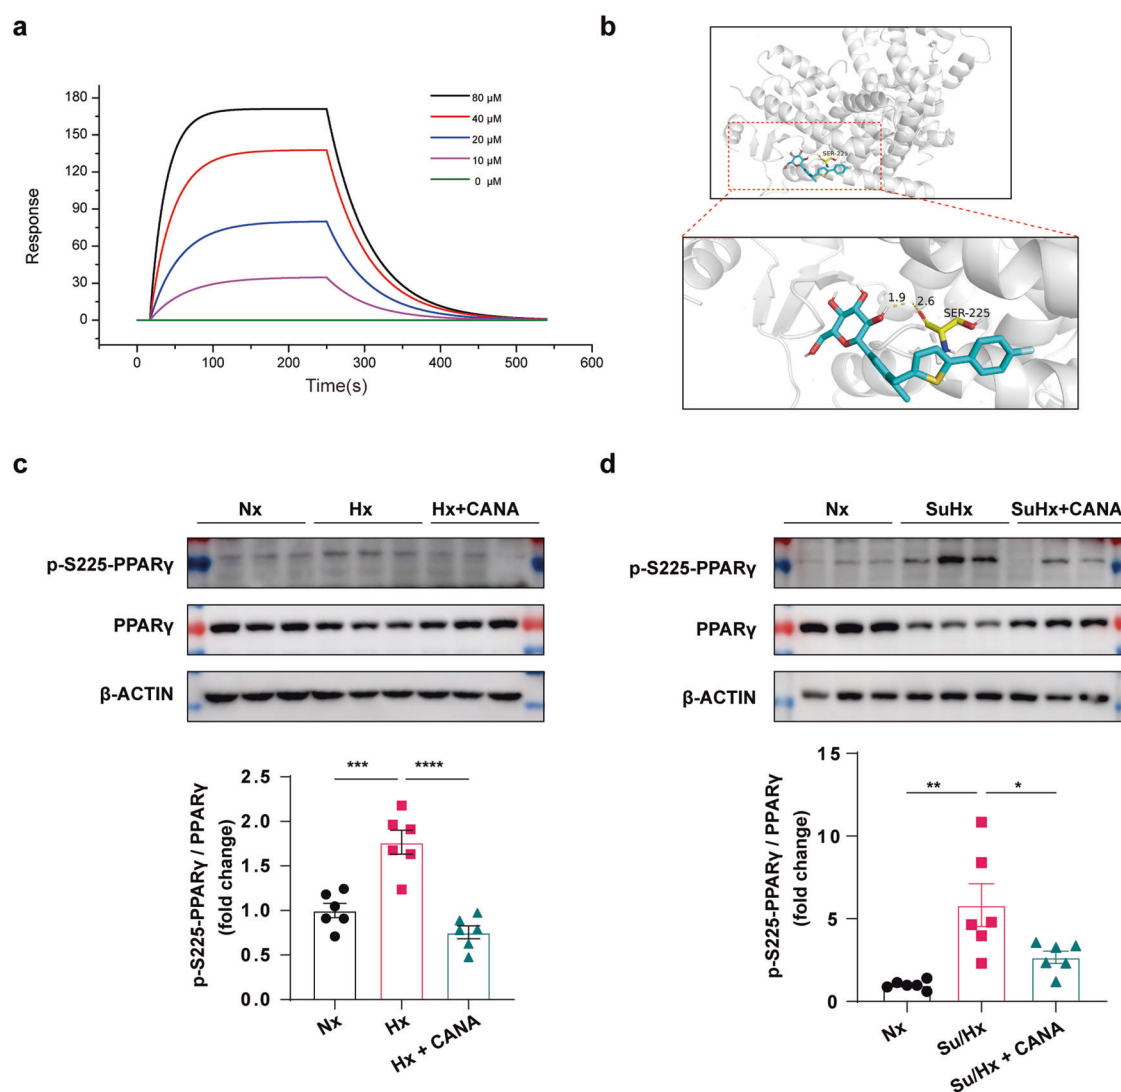 a
180
150
120
90
60
30
0
Response
0 100 200 300 400 500 600
Time(s)
80 μM
40 μM
20 μM
10 μM
0 μM
b
SER-225
1.9
2.6
SER-225
c
Nx Hx Hx+CANA
p-S225-PPARγ
PPARγ
β-ACTIN
p-S225-PPARγ / PPARγ
(fold change)
2.5
2.0
1.5
1.0
0.5
0.0
*** ****
Nx
Hx
Hx + CANA
d
Nx SuHx SuHx+CANA
p-S225-PPARγ
PPARγ
β-ACTIN
p-S225-PPARγ / PPARγ
(fold change)
15
10
5
0
** *
Nx
Su/Hx
Su/Hx + CANA